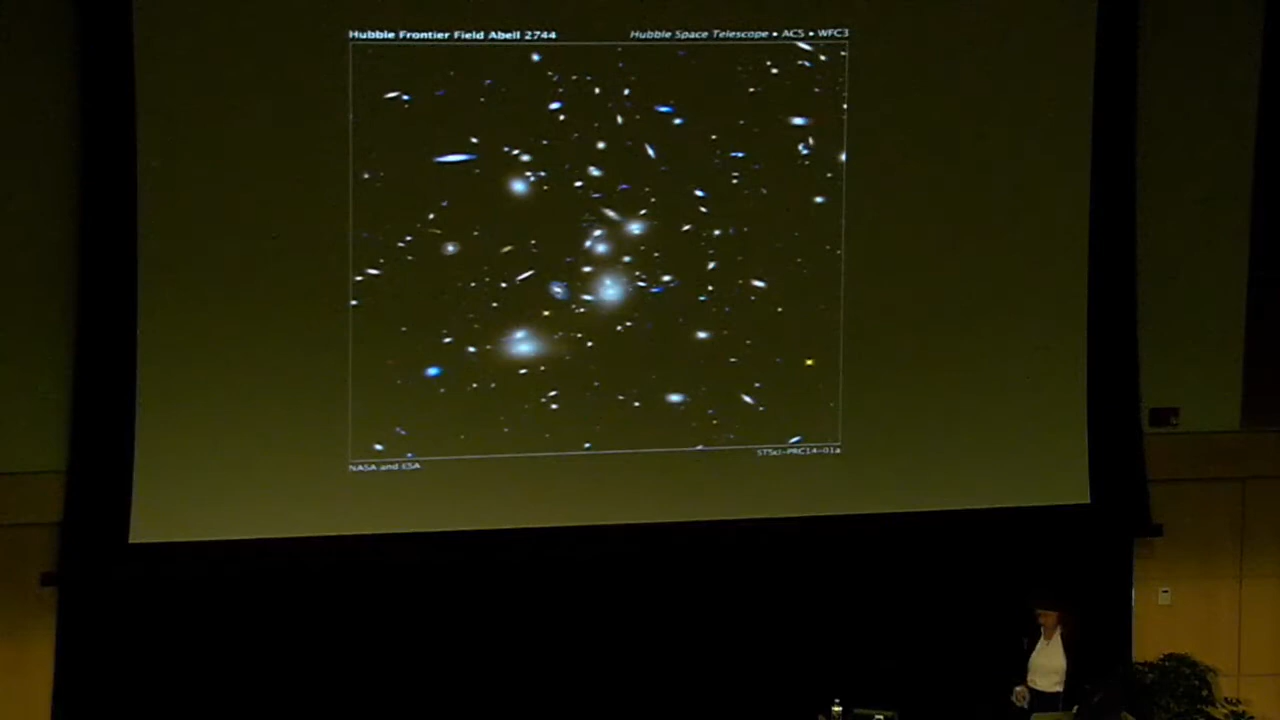 Hubble Frontier Field Abell 2744
Hubble Space Telescope • ACS • WFC3
NASA and ESA
STScI-PRC14-01a